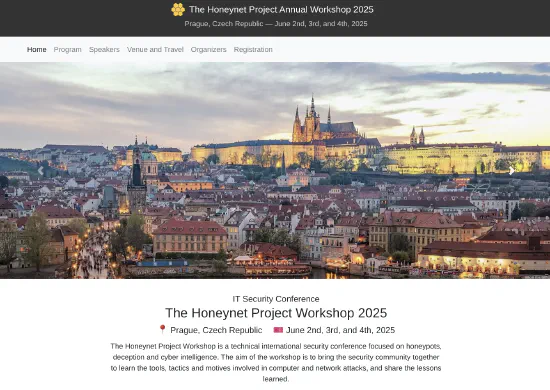 The Honeynet Project Annual Workshop 2025
Prague, Czech Republic — June 2nd, 3rd, and 4th, 2025
Home Program Speakers Venue and Travel Organizers Registration
IT Security Conference
The Honeynet Project Workshop 2025
Prague, Czech Republic June 2nd, 3rd, and 4th, 2025
The Honeynet Project Workshop is a technical international security conference focused on honeypots,
deception and cyber intelligence. The aim of the workshop is to bring the security community together
to learn the tools, tactics and motives involved in computer and network attacks, and share the lessons
learned.